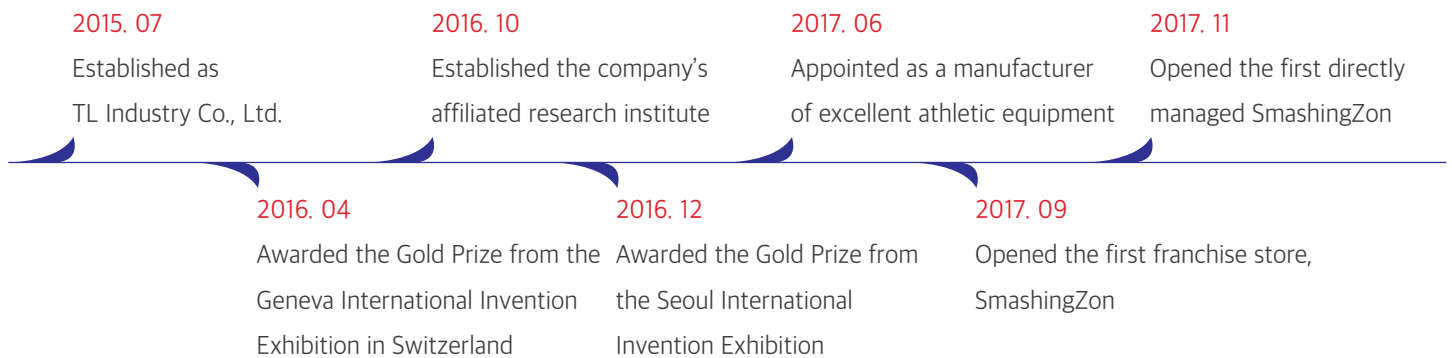 2015. 07
Established as
TL Industry Co., Ltd.
2016. 10
Established the company's
affiliated research institute
2017. 06
Appointed as a manufacturer
of excellent athletic equipment
2017. 11
Opened the first directly
managed SmashingZon
2016. 04
Awarded the Gold Prize from the
Geneva International Invention
Exhibition in Switzerland
2016. 12
Awarded the Gold Prize from
the Seoul International
Invention Exhibition
2017. 09
Opened the first franchise store,
SmashingZon